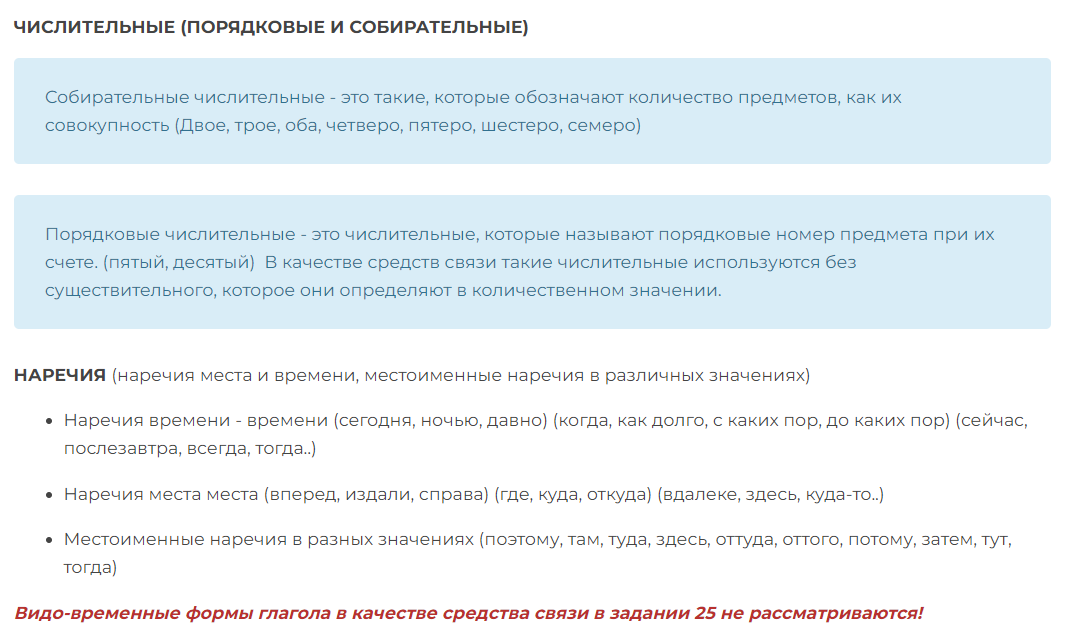 ЧИСЛИТЕЛЬНЫЕ (ПОРЯДКОВЫЕ И СОБИРАТЕЛЬНЫЕ)
Собирательные числительные - это такие, которые обозначают количество предметов, как их
совокупность (Двое, трое, оба, четверо, пятеро, шестеро, семеро)
Порядковые числительные - это числительные, которые называют порядковые номер предмета при их
счете. (пятый, десятый)  В качестве средств связи такие числительные используются без
существительного, которое они определяют в количественном значении.
НАРЕЧИЯ (наречия места и времени, местоименные наречия в различных значениях)
• Наречия времени - времени (сегодня, ночью, давно) (когда, как долго, с каких пор, до каких пор) (сейчас,
послезавтра, всегда, тогда..)
• Наречия места места (вперед, издали, справа) (где, куда, откуда) (вдалеке, здесь, куда-то..)
• Местоименные наречия в разных значениях (поэтому, там, туда, здесь, оттуда, оттого, потому, затем, тут,
тогда)
Видо-временные формы глагола в качестве средства связи в задании 25 не рассматриваются!